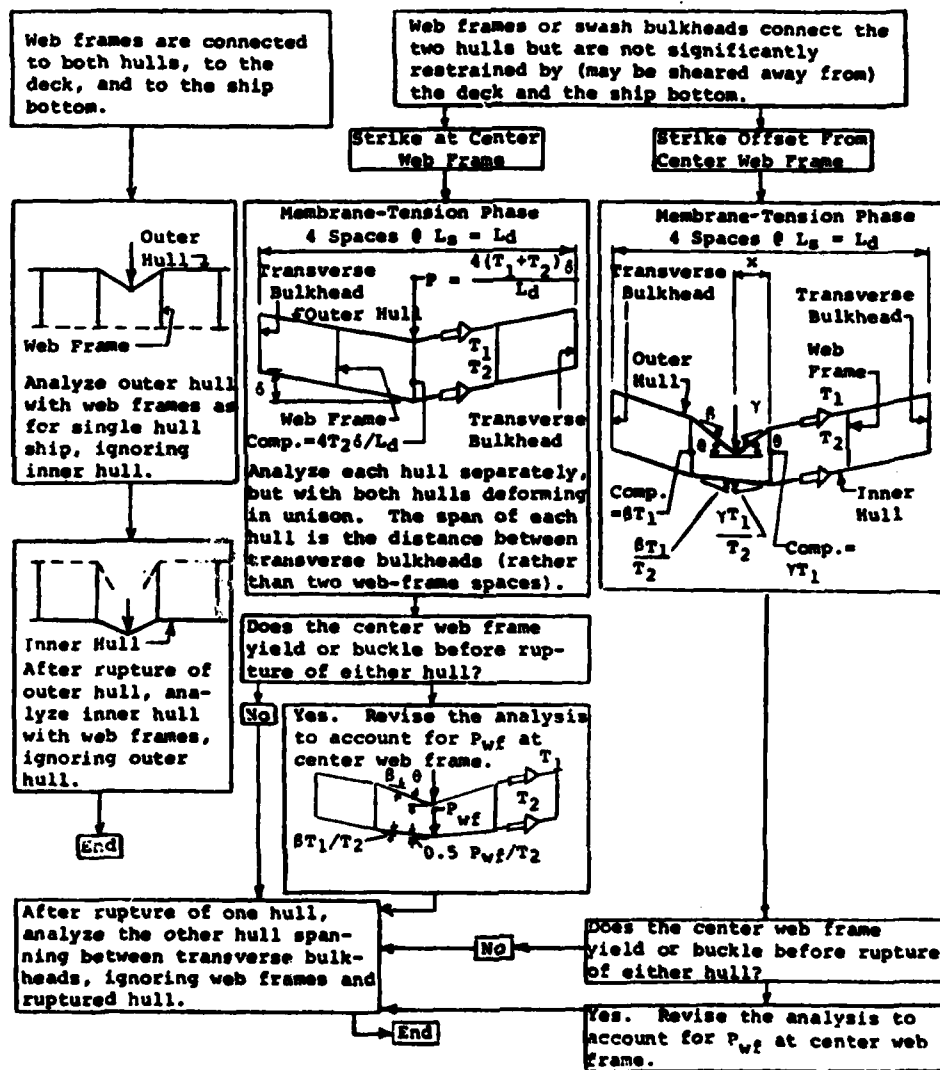 Web frames are connected
to both hulls, to the
deck, and to the ship
bottom.
Web frames or swash bulkheads connect the
two hulls but are not significantly
restrained by (may be sheared away from)
the deck and the ship bottom.
Strike at Center
Web Frame
Strike Offset From
Center Web Frame
Outer
Hull
Web Frame
Analyze outer hull
with web frames as
for single hull
ship, ignoring
inner hull.
Inner Hull
After rupture of
outer hull, ana-
lyze inner hull
with web frames,
ignoring outer
hull.
End
Membrane-Tension Phase
4 Spaces @ Ls = Ld
Transverse
Bulkhead
P = 4(T1+T2)δ
Ld
Outer Hull
T1
T2
δ
Web Frame
Comp.=4T2δ/Ld
Transverse
Bulkhead
Analyze each hull separately,
but with both hulls deforming
in unison. The span of each
hull is the distance between
transverse bulkheads (rather
than two web-frame spaces).
Does the center web frame
yield or buckle before rup-
ture of either hull?
No
Yes. Revise the analysis
to account for Pwf at
center web frame.
T1
β θ
T2
Pwf
βT1/T2
0.5 Pwf/T2
Membrane-Tension Phase
4 Spaces @ Ls = Ld
x
Transverse
Bulkhead
Transverse
Bulkhead
Outer
Hull
Web
Frame
T1
β
γ
θ
θ
T2
Comp.
=βT1
βT1
T2
γT1
T2
Comp.=
γT1
Inner
Hull
After rupture of one hull,
analyze the other hull span-
ning between transverse bulk-
heads, ignoring web frames and
ruptured hull.
End
No
Does the center web frame
yield or buckle before rupture
of either hull?
Yes. Revise the analysis to
account for Pwf at center web
frame.